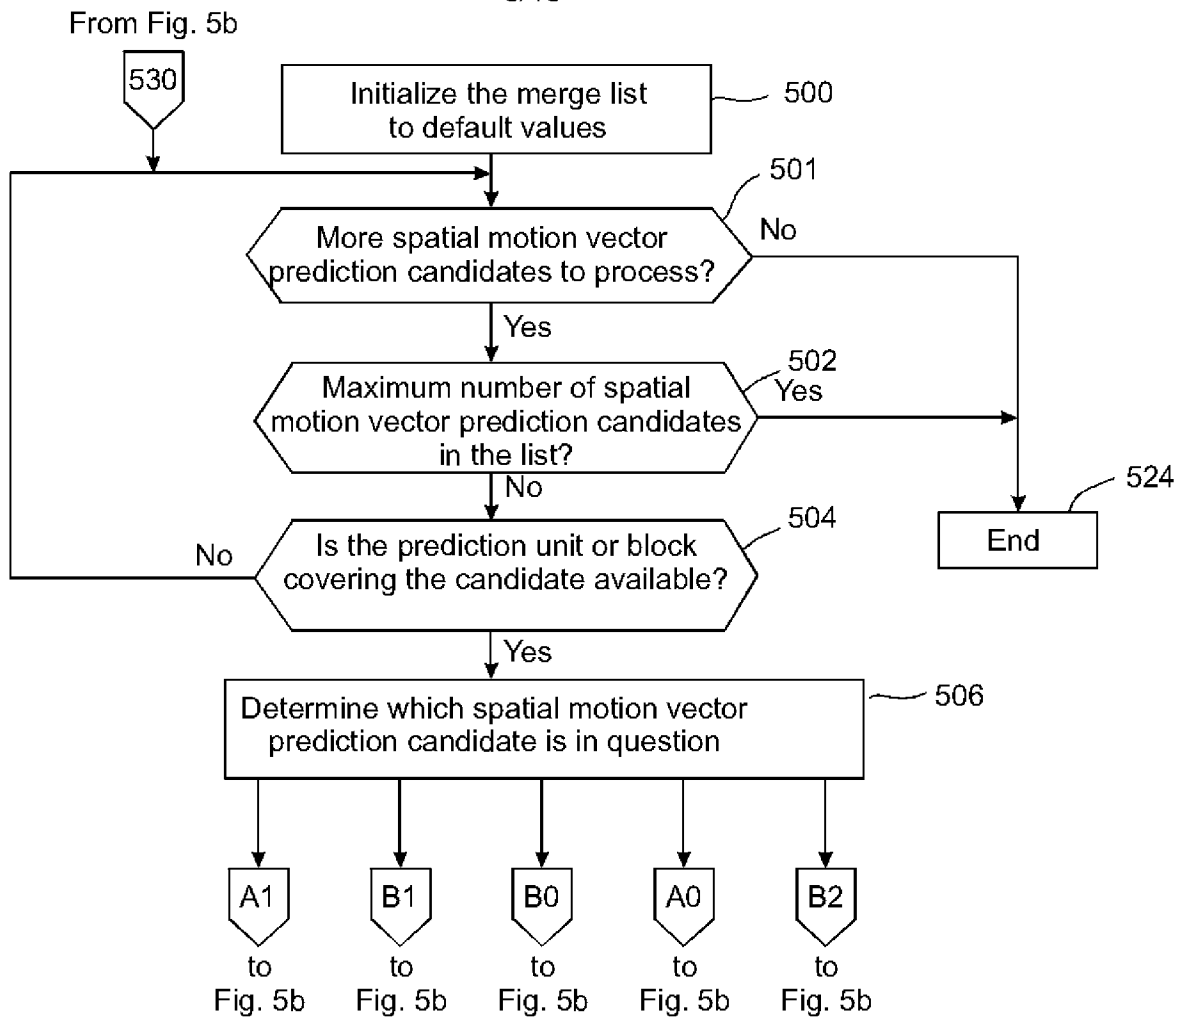 From Fig. 5b
530
Initialize the merge list
to default values
500
501
More spatial motion vector
prediction candidates to process?
No
Yes
502
Maximum number of spatial
motion vector prediction candidates
in the list?
Yes
No
524
End
504
Is the prediction unit or block
covering the candidate available?
No
Yes
506
Determine which spatial motion vector
prediction candidate is in question
A1 B1 B0 A0 B2
to to to to to
Fig. 5b Fig. 5b Fig. 5b Fig. 5b Fig. 5b